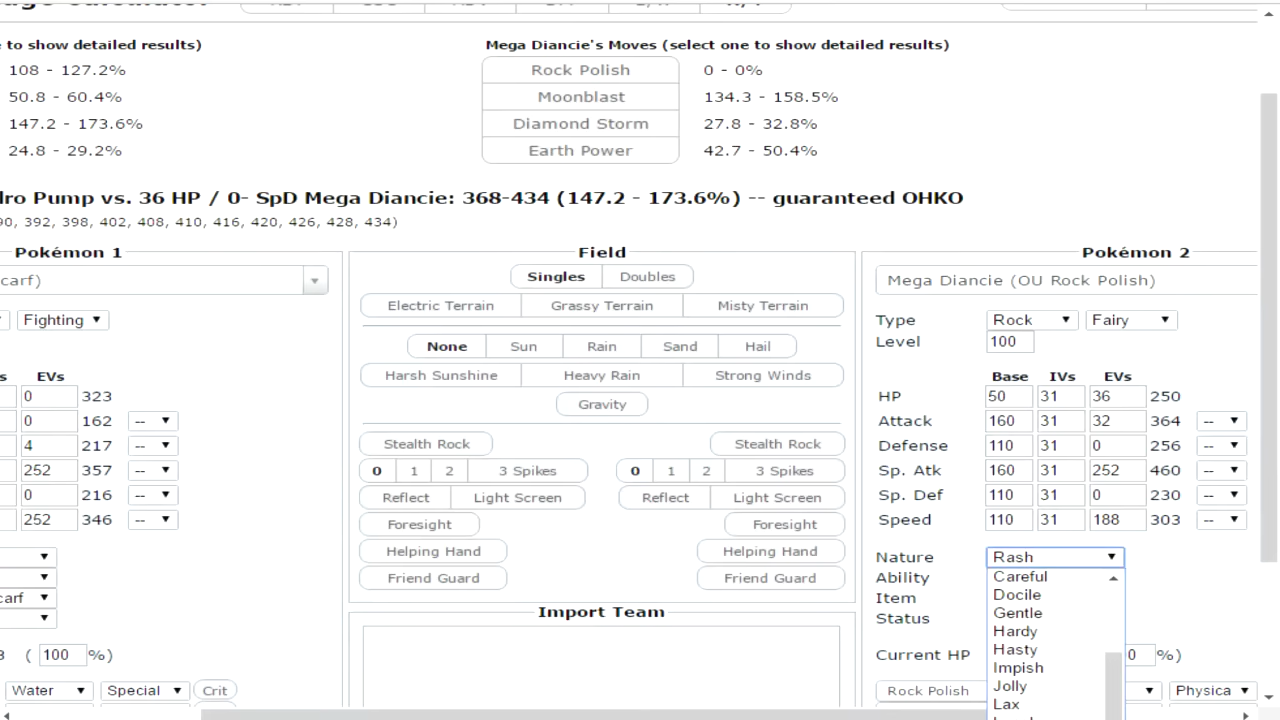 e to show detailed results)
Mega Diancie's Moves (select one to show detailed results)
108 - 127.2%
Rock Polish
0 - 0%
50.8 - 60.4%
Moonblast
134.3 - 158.5%
147.2 - 173.6%
Diamond Storm
27.8 - 32.8%
24.8 - 29.2%
Earth Power
42.7 - 50.4%
dro Pump vs. 36 HP / 0- SpD Mega Diancie: 368-434 (147.2 - 173.6%) -- guaranteed OHKO
90, 392, 398, 402, 408, 410, 416, 420, 426, 428, 434)
Pokémon 1
carf)
Fighting
s EVs
0 323
0 162 --
4 217 --
252 357 --
0 216 --
252 346 --
carf
3 ( 100 %)
Water Special Crit
Field
Singles Doubles
Electric Terrain Grassy Terrain Misty Terrain
None Sun Rain Sand Hail
Harsh Sunshine Heavy Rain Strong Winds
Gravity
Stealth Rock Stealth Rock
0 1 2 3 Spikes 0 1 2 3 Spikes
Reflect Light Screen Reflect Light Screen
Foresight Foresight
Helping Hand Helping Hand
Friend Guard Friend Guard
Import Team
Pokémon 2
Mega Diancie (OU Rock Polish)
Type Rock Fairy
Level 100
Base IVs EVs
HP 50 31 36 250
Attack 160 31 32 364 --
Defense 110 31 0 256 --
Sp. Atk 160 31 252 460 --
Sp. Def 110 31 0 230 --
Speed 110 31 188 303 --
Nature Rash
Ability
Item
Status
Careful
Docile
Gentle
Hardy
Hasty
Impish
Jolly
Lax
Current HP 0 %)
Rock Polish Physica